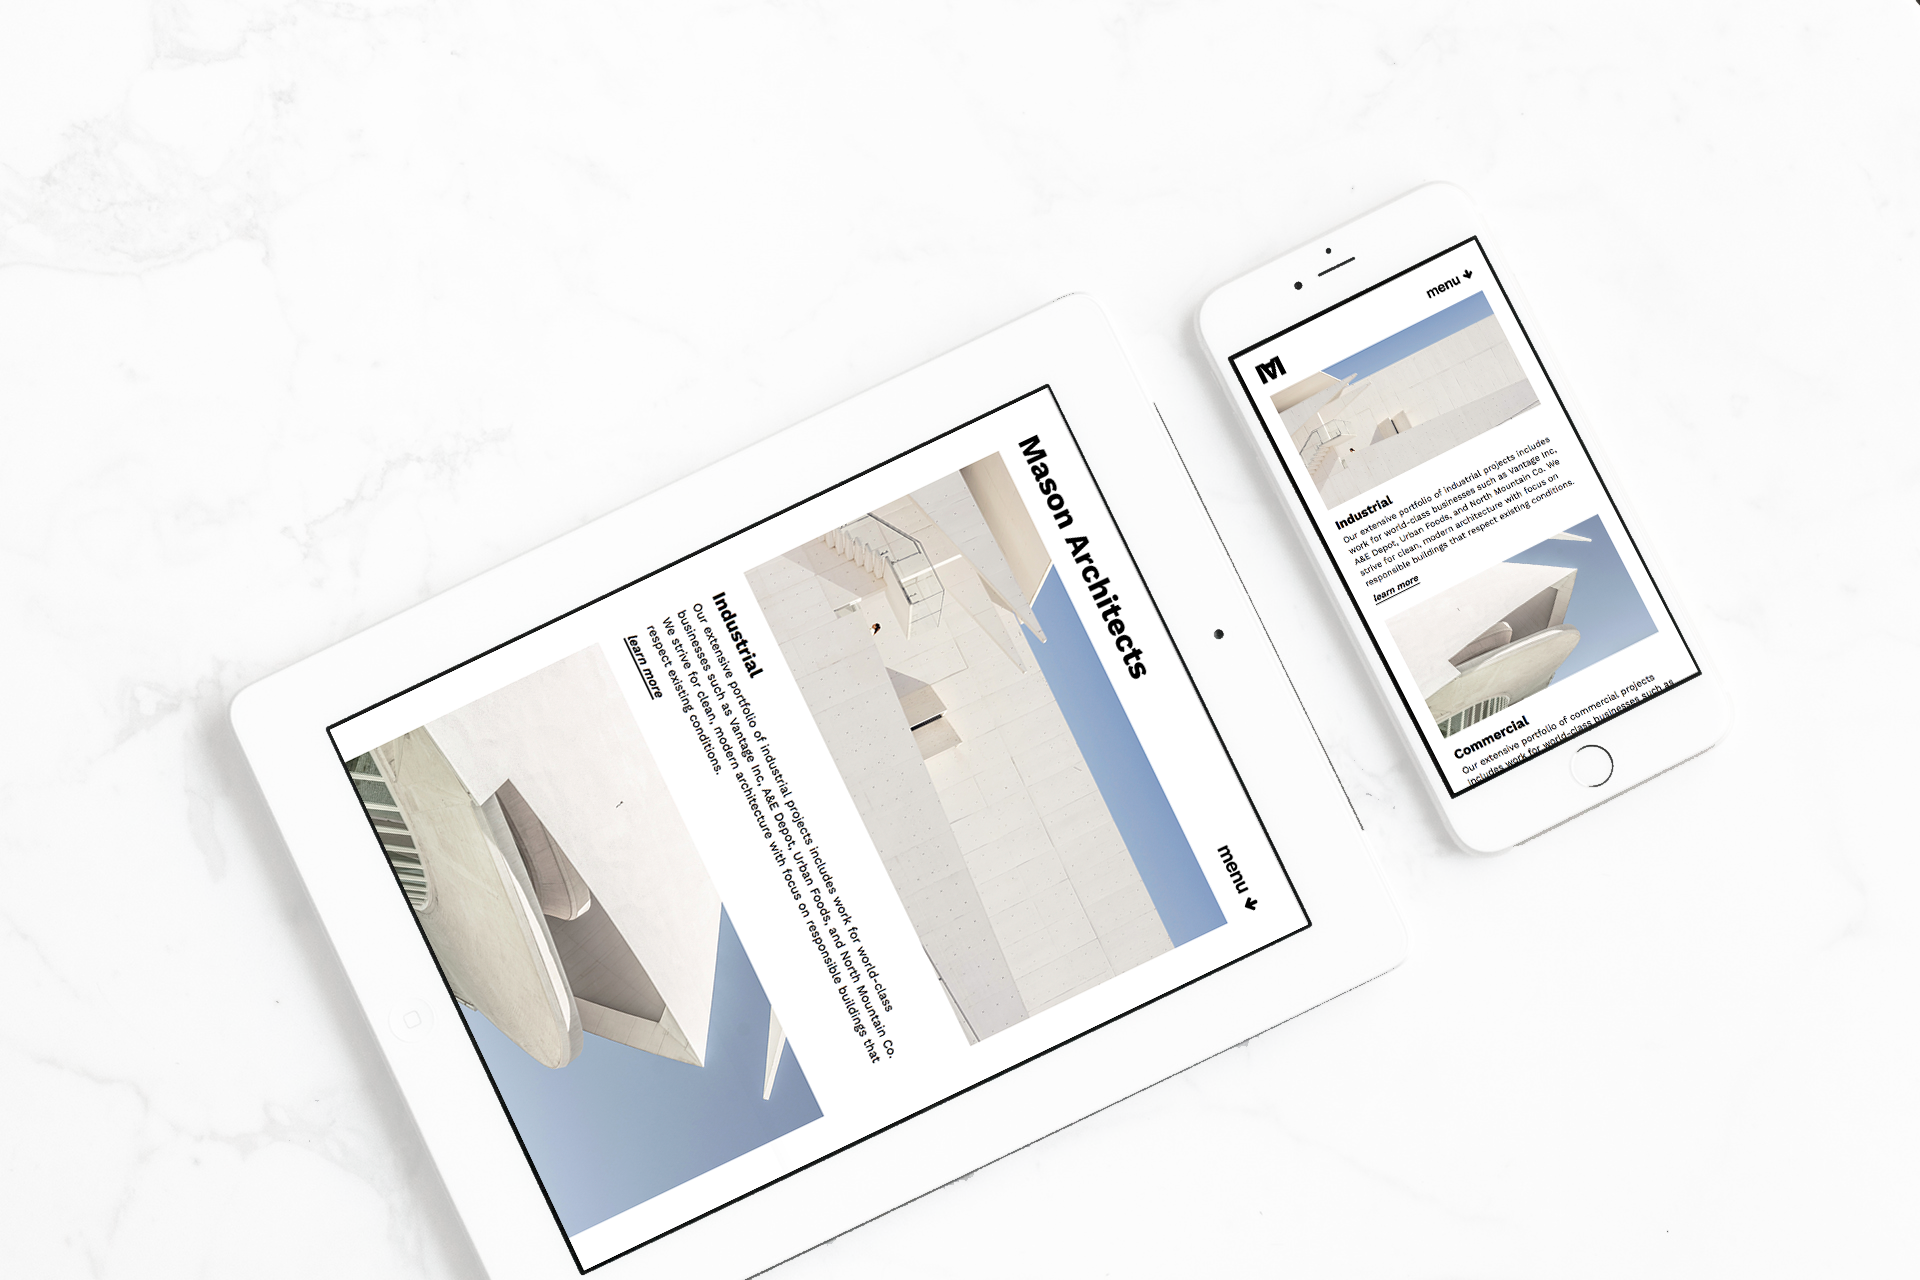 Mason Architects
menu
Industrial
Our extensive portfolio of industrial projects includes work for world-class
businesses such as Vantage Inc, A&E Depot, Urban Foods, and North Mountain Co.
We strive for clean, modern architecture with focus on responsible buildings that
respect existing conditions.
learn more
menu
Industrial
Our extensive portfolio of industrial projects includes
work for world-class businesses such as Vantage Inc,
A&E Depot, Urban Foods, and North Mountain Co. We
strive for clean, modern architecture with focus on
responsible buildings that respect existing conditions.
learn more
Commercial
Our extensive portfolio of commercial projects
includes work for world-class businesses such as